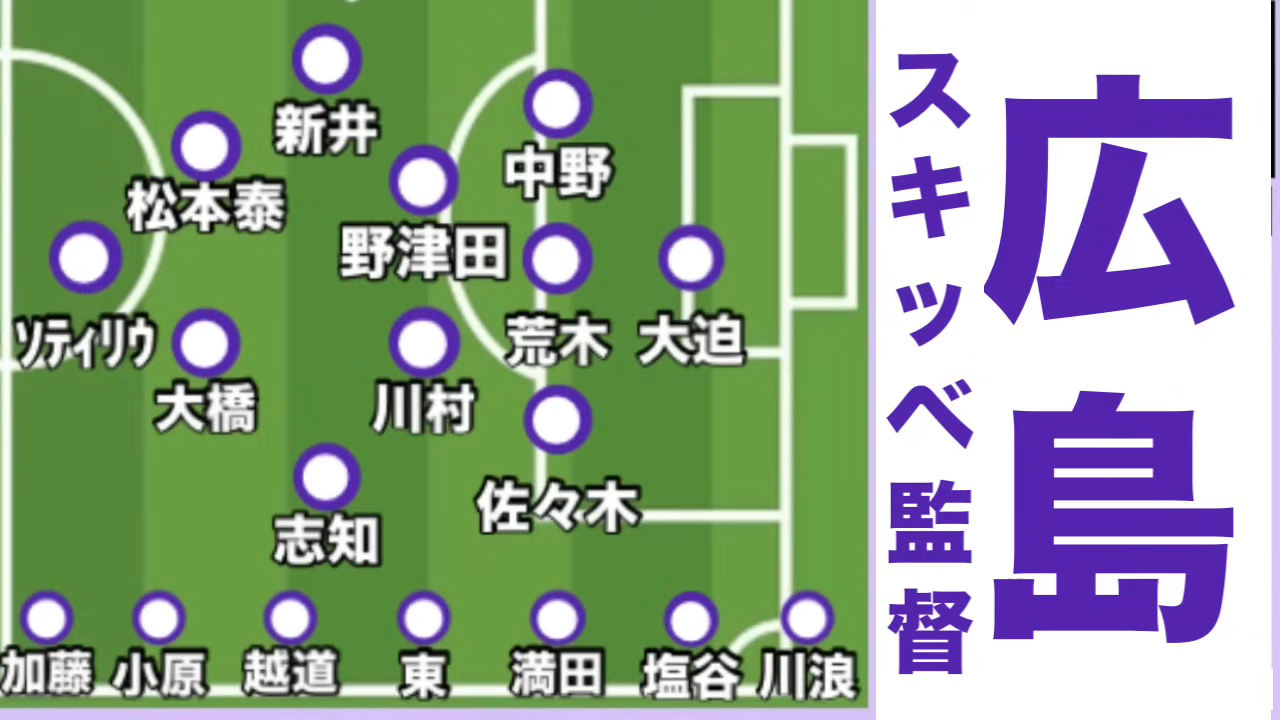 新井
中野
松本泰
野津田
ｿﾃｨﾘｳ
荒木
大迫
大橋
川村
佐々木
志知
加藤
小原
越道
東
満田
塩谷
川浪
スキッベ監督
広島